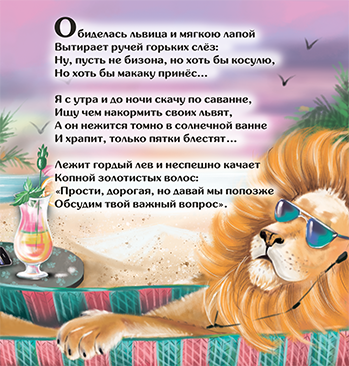 Обиделась львица и мягкою лапой
Вытирает ручей горьких слёз:
Ну, пусть не бизона, но хоть бы косулю,
Но хоть бы макаку принёс...
Я с утра и до ночи скачу по саванне,
Ищу чем накормить своих львят,
А он нежится томно в солнечной ванне
И храпит, только пятки блестят...
Лежит гордый лев и неспешно качает
Копной золотистых волос:
«Прости, дорогая, но давай мы попозже
Обсудим твой важный вопрос».